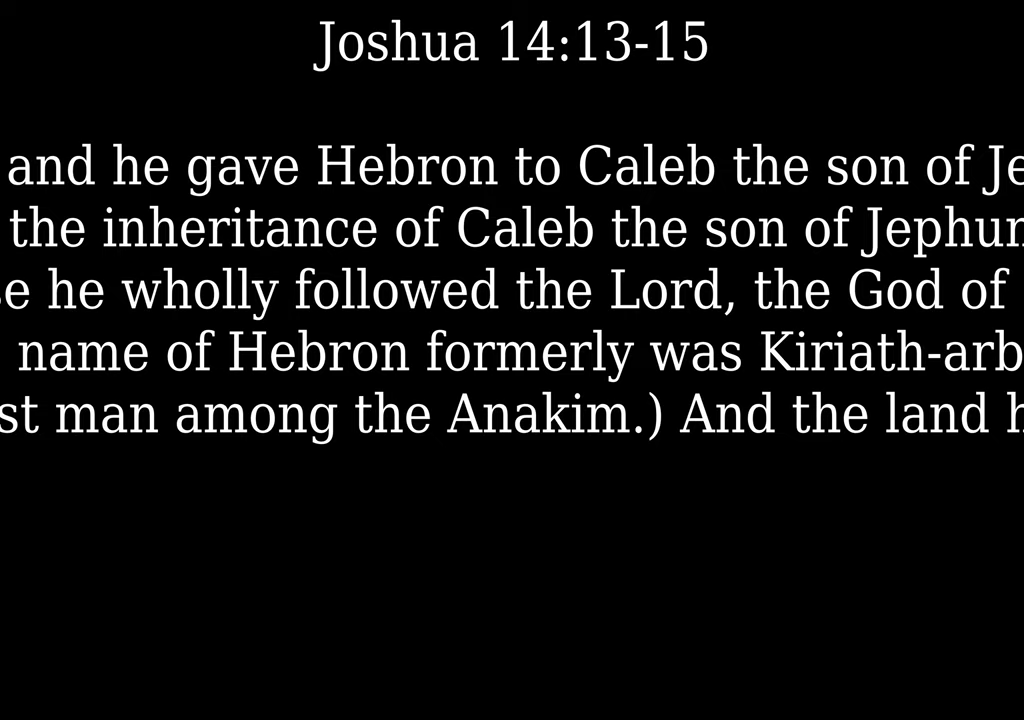 Joshua 14:13-15
and he gave Hebron to Caleb the son of
the inheritance of Caleb the son of
he wholly followed the Lord, the God of
name of Hebron formerly was
man among the Anakim.) And the land